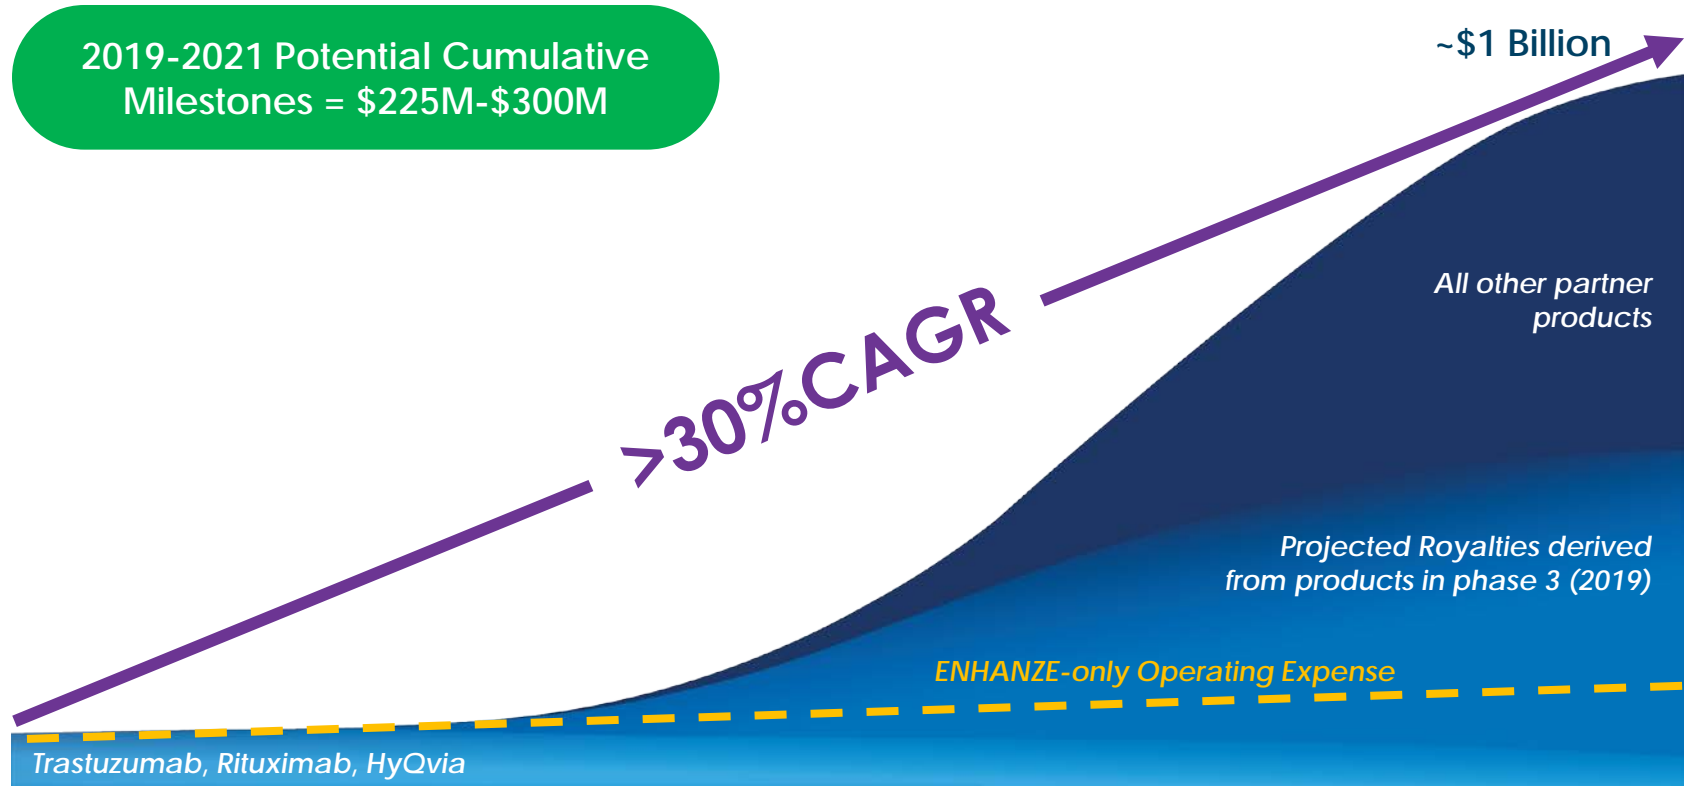 2019-2021 Potential Cumulative
Milestones = $225M-$300M
~$1 Billion
>30%CAGR
All other partner
products
Projected Royalties derived
from products in phase 3 (2019)
ENHANZE-only Operating Expense
Trastuzumab, Rituximab, HyQvia